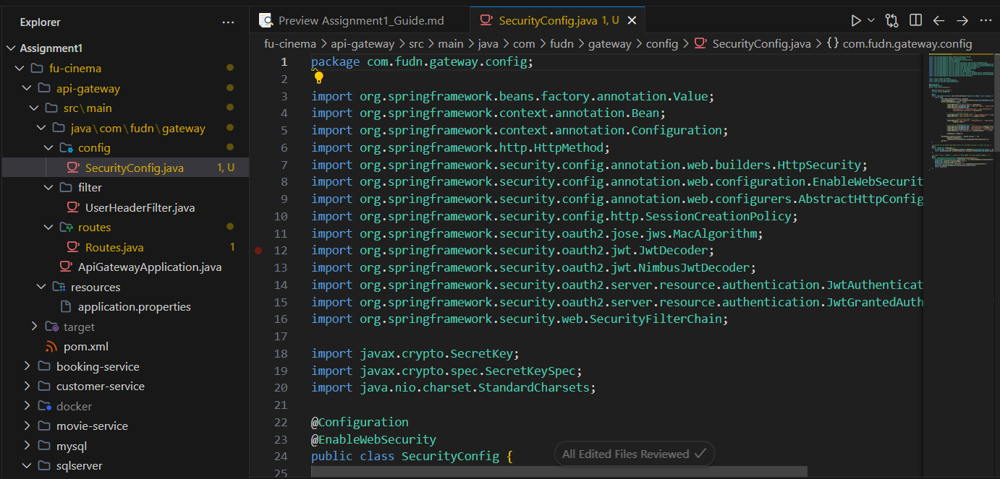 Explorer
Assignment1
fu-cinema
api-gateway
src\main
java\com\fudn\gateway
config
SecurityConfig.java 1, U
filter
UserHeaderFilter.java
routes
Routes.java 1
ApiGatewayApplication.java
resources
application.properties
target
pom.xml
booking-service
customer-service
docker
movie-service
mysql
sqlserver
Preview Assignment1_Guide.md
SecurityConfig.java 1, U
fu-cinema > api-gateway > src > main > java > com > fudn > gateway > config > SecurityConfig.java > {} com.fudn.gateway.config
1 package com.fudn.gateway.config;
2
3 import org.springframework.beans.factory.annotation.Value;
4 import org.springframework.context.annotation.Bean;
5 import org.springframework.context.annotation.Configuration;
6 import org.springframework.http.HttpMethod;
7 import org.springframework.security.config.annotation.web.builders.HttpSecurity;
8 import org.springframework.security.config.annotation.web.configuration.EnableWebSecurit
9 import org.springframework.security.config.annotation.web.configurers.AbstractHttpConfig
10 import org.springframework.security.config.http.SessionCreationPolicy;
11 import org.springframework.security.oauth2.jose.jws.MacAlgorithm;
12 import org.springframework.security.oauth2.jwt.JwtDecoder;
13 import org.springframework.security.oauth2.jwt.NimbusJwtDecoder;
14 import org.springframework.security.oauth2.server.resource.authentication.JwtAuthenticat
15 import org.springframework.security.oauth2.server.resource.authentication.JwtGrantedAuth
16 import org.springframework.security.web.SecurityFilterChain;
17
18 import javax.crypto.SecretKey;
19 import javax.crypto.spec.SecretKeySpec;
20 import java.nio.charset.StandardCharsets;
21
22 @Configuration
23 @EnableWebSecurity
24 public class SecurityConfig {
25
All Edited Files Reviewed